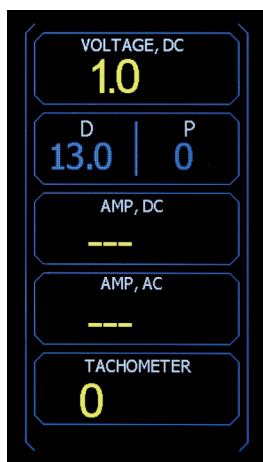 VOLTAGE, DC
1.0
D P
13.0 0
AMP, DC
---
AMP, AC
---
TACHOMETER
0